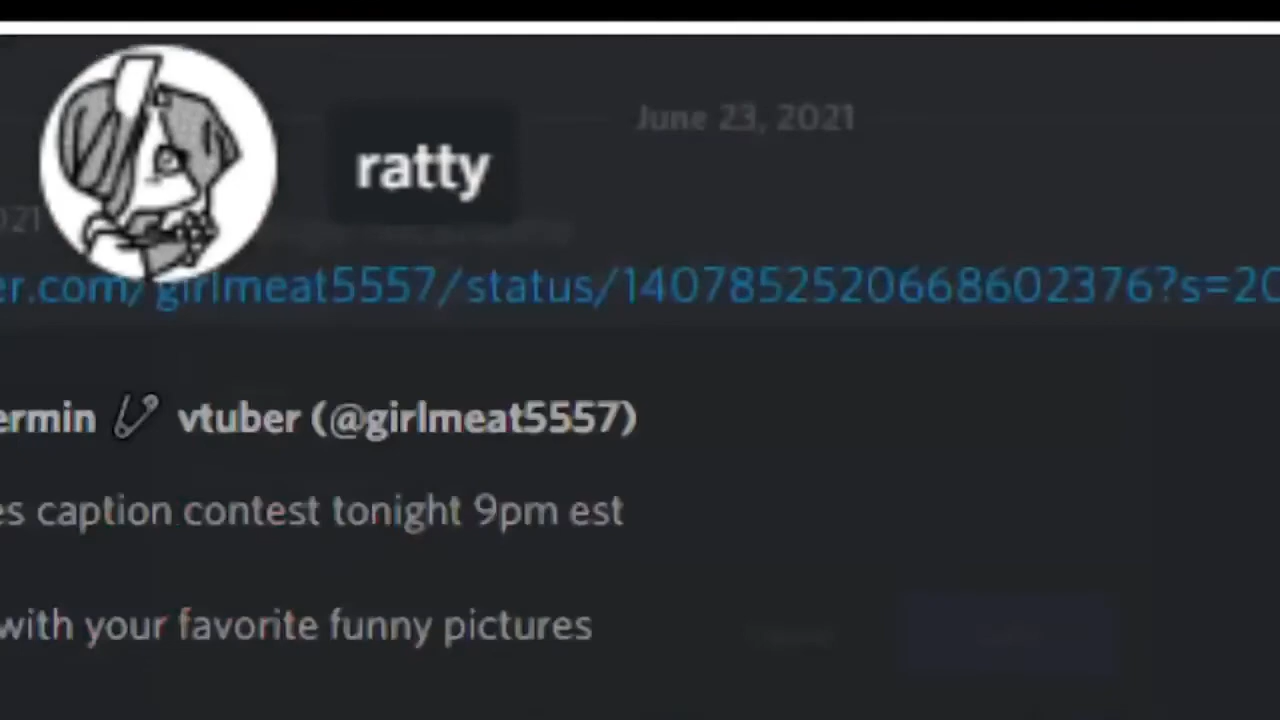 June 23, 2021
ratty
021
er.com/girlmeat5557/status/1407852520668602376?s=20
ermin vtuber (@girlmeat5557)
es caption contest tonight 9pm est
with your favorite funny pictures